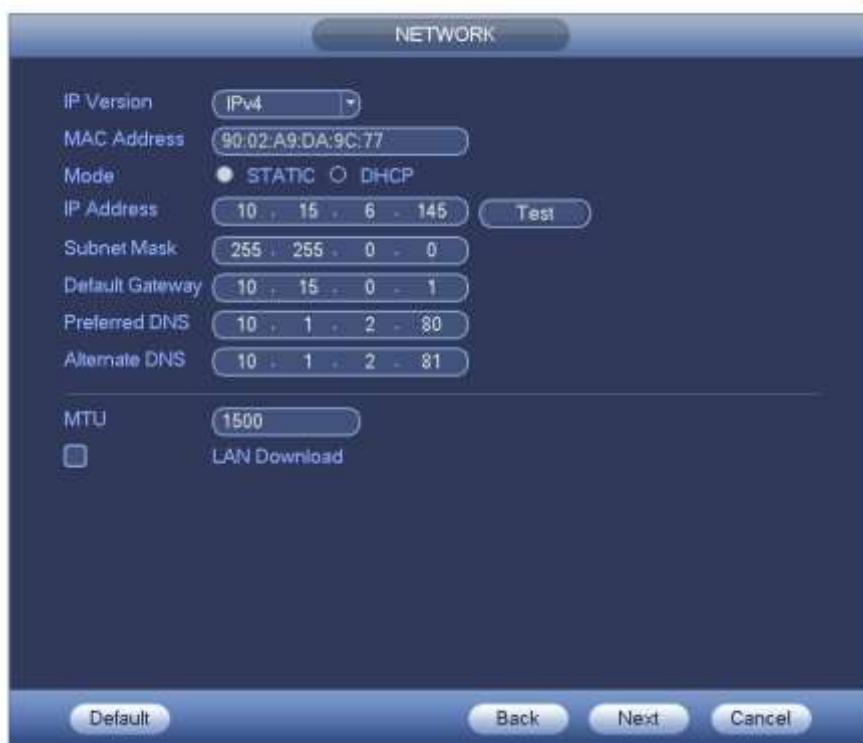 NETWORK
IP Version IPv4
MAC Address 90:02:A9:DA:9C:77
Mode STATIC DHCP
IP Address 10 . 15 . 6 . 145 Test
Subnet Mask 255 . 255 . 0 . 0
Default Gateway 10 . 15 . 0 . 1
Preferred DNS 10 . 1 . 2 . 80
Alternate DNS 10 . 1 . 2 . 81
MTU 1500
LAN Download
Default Back Next Cancel